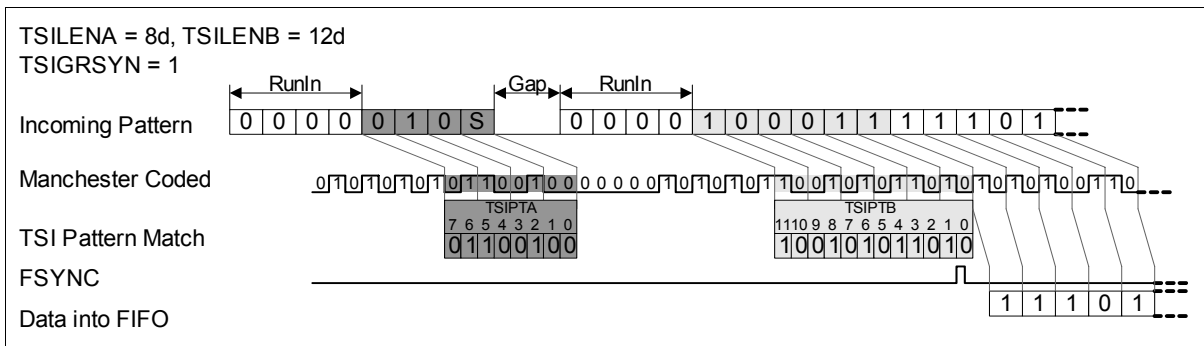 TSILENA = 8d, TSILENB = 12d
TSIGRSYN = 1
RunIn Gap RunIn
Incoming Pattern 0 0 0 0 0 1 0 S 0 0 0 0 1 0 0 0 1 1 1 1 1 0 1
Manchester Coded 0 1 0 1 0 1 0 1 0 1 1 0 0 1 0 0 0 0 0 0 0 1 0 1 0 1 0 1 1 0 0 1 0 1 0 1 1 0 1 0 1 0 1 0 1 0 0 1 1 0
TSIPTA TSIPTB
7 6 5 4 3 2 1 0 11 10 9 8 7 6 5 4 3 2 1 0
TSI Pattern Match 0 1 1 0 0 1 0 0 1 0 0 1 0 1 0 1 1 0 1 0
FSYNC
Data into FIFO 1 1 1 0 1